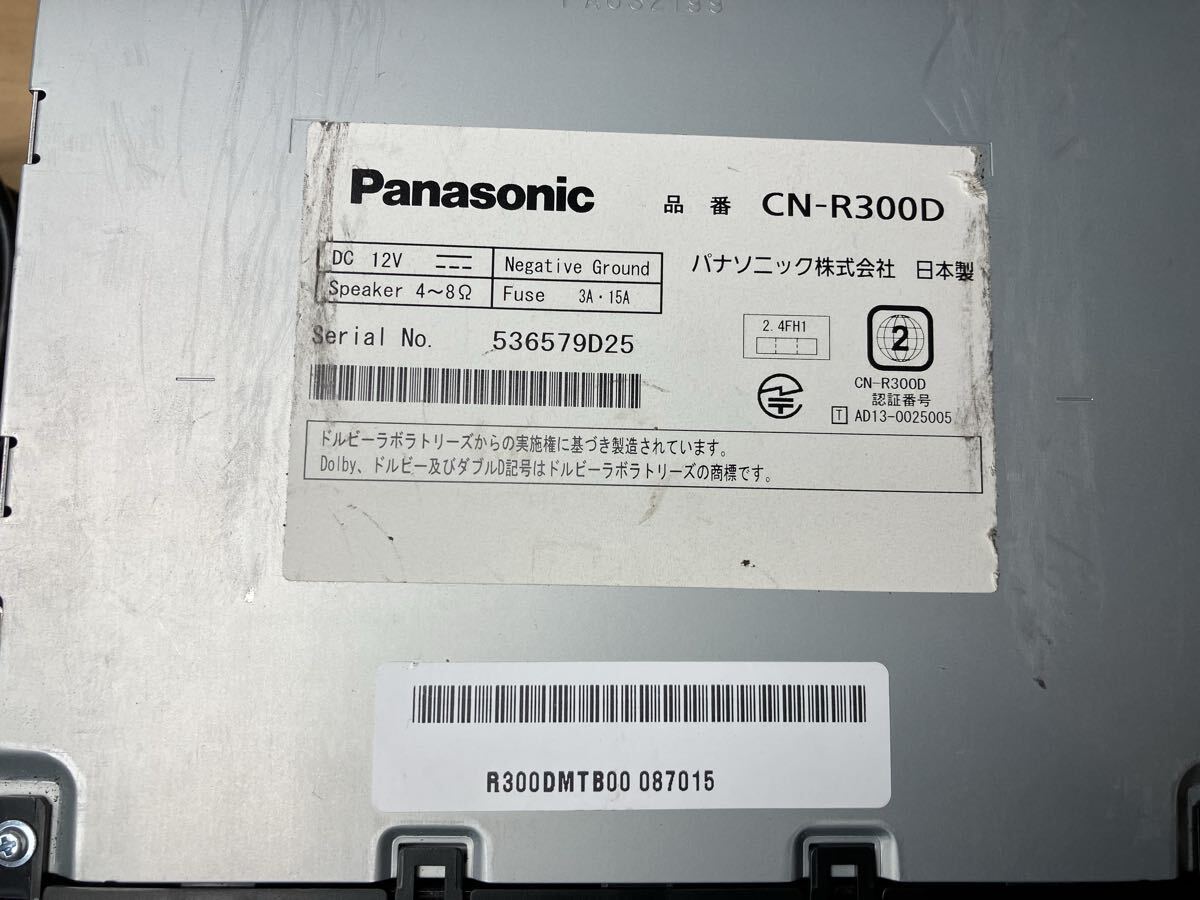 Panasonic 品番 CN-R300D
DC 12V Negative Ground
Speaker 4～8Ω Fuse 3A・15A
パナソニック株式会社 日本製
Serial No. 536579D25
2.4FH1
2
CN-R300D
認証番号
T AD13-0025005
ドルビーラボラトリーズからの実施権に基づき製造されています。
Dolby、ドルビー及びダブルD記号はドルビーラボラトリーズの商標です。
R300DMTB00 087015